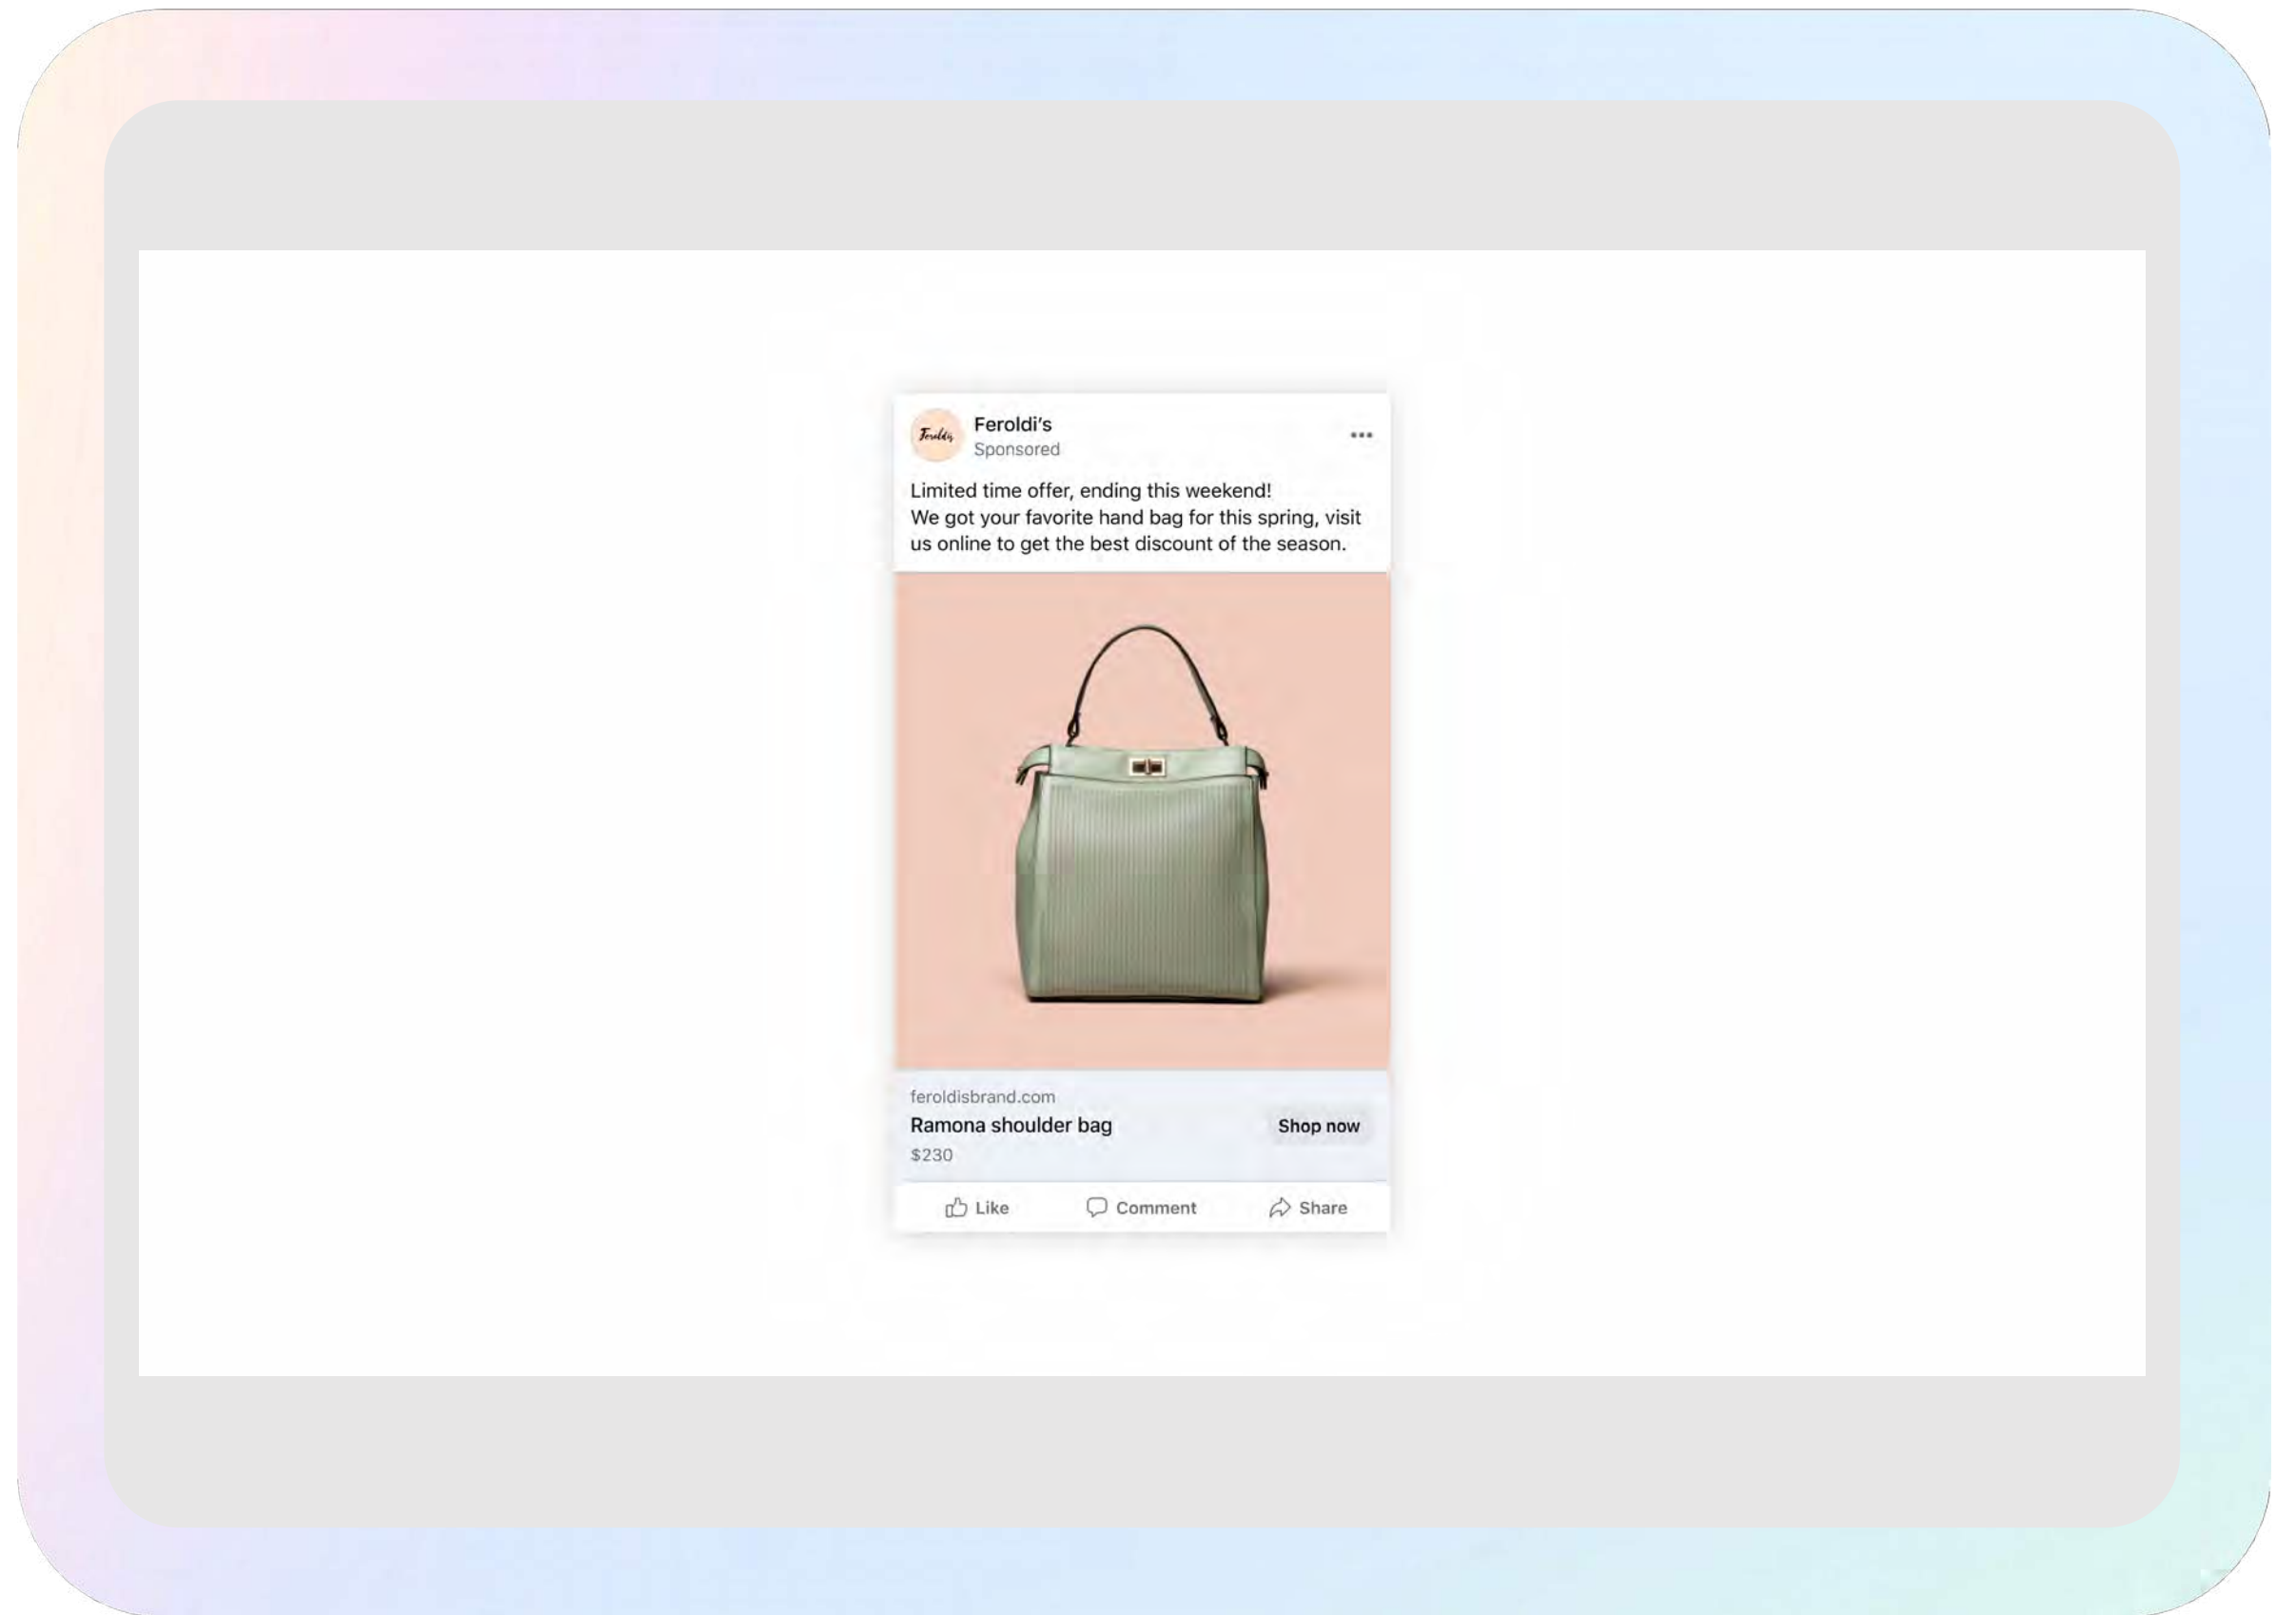 Feroldi's
Feroldi's
Sponsored
Limited time offer, ending this weekend!
We got your favorite hand bag for this spring, visit
us online to get the best discount of the season.
feroldisbrand.com
Ramona shoulder bag
Shop now
$230
Like
Comment
Share